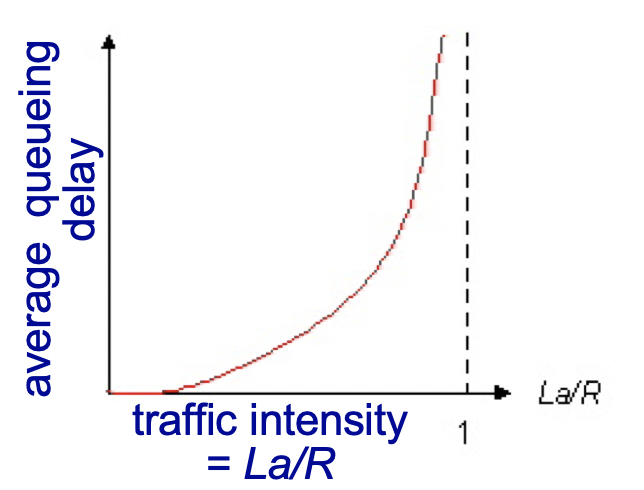 average queueing
delay
La/R
traffic intensity
= La/R
1